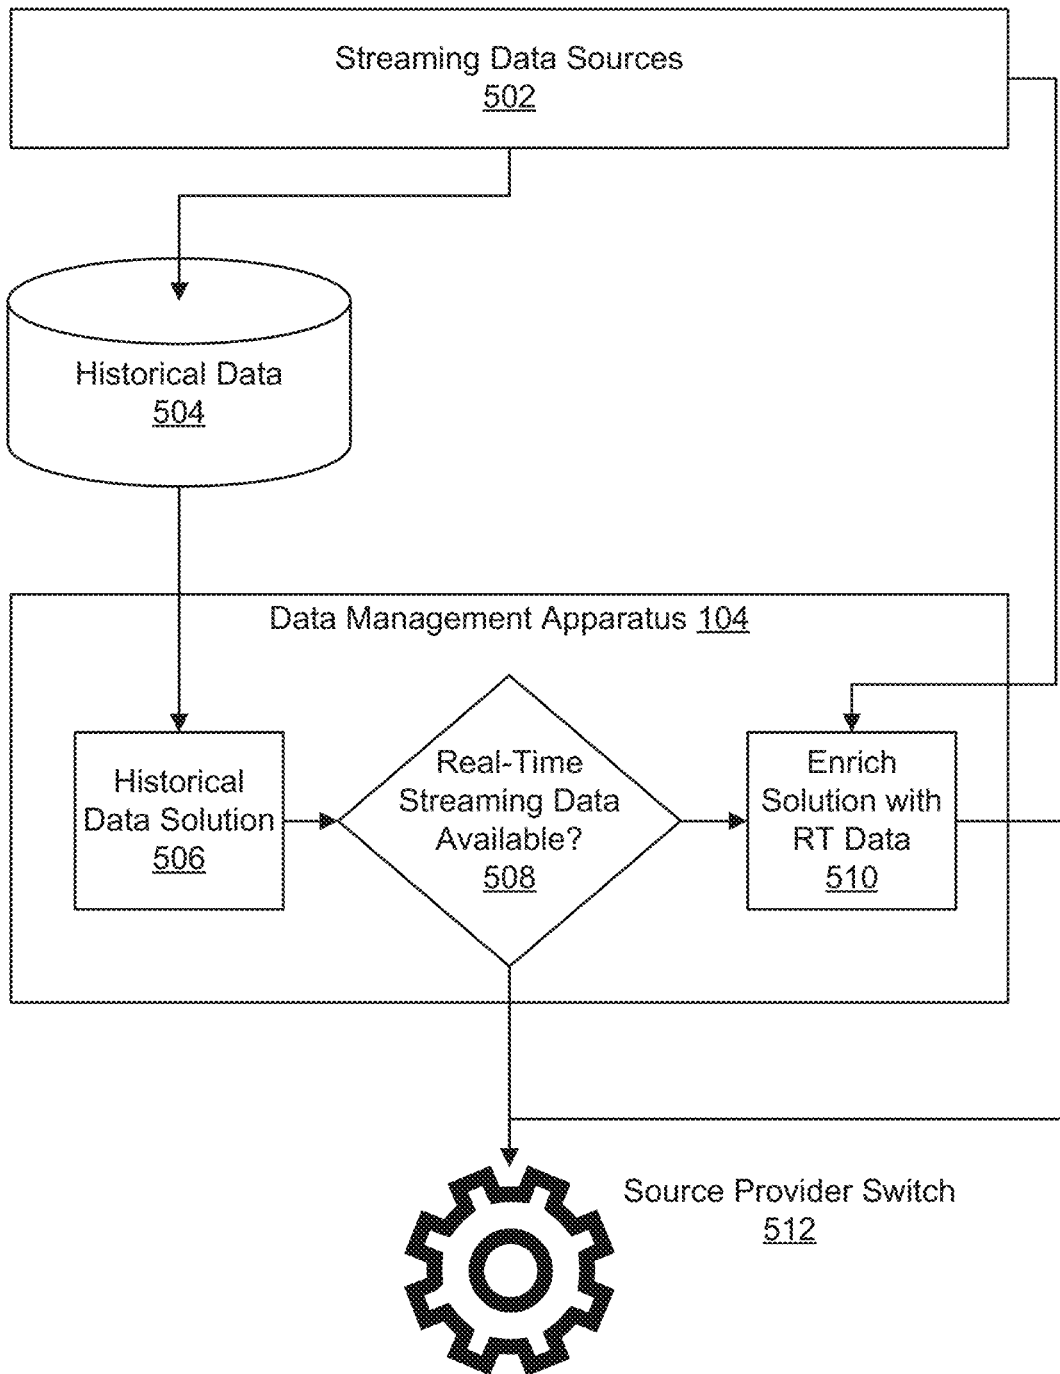 Streaming Data Sources
502
Historical Data
504
Data Management Apparatus 104
Historical
Data Solution
506
Real-Time
Streaming Data
Available?
508
Enrich
Solution with
RT Data
510
Source Provider Switch
512